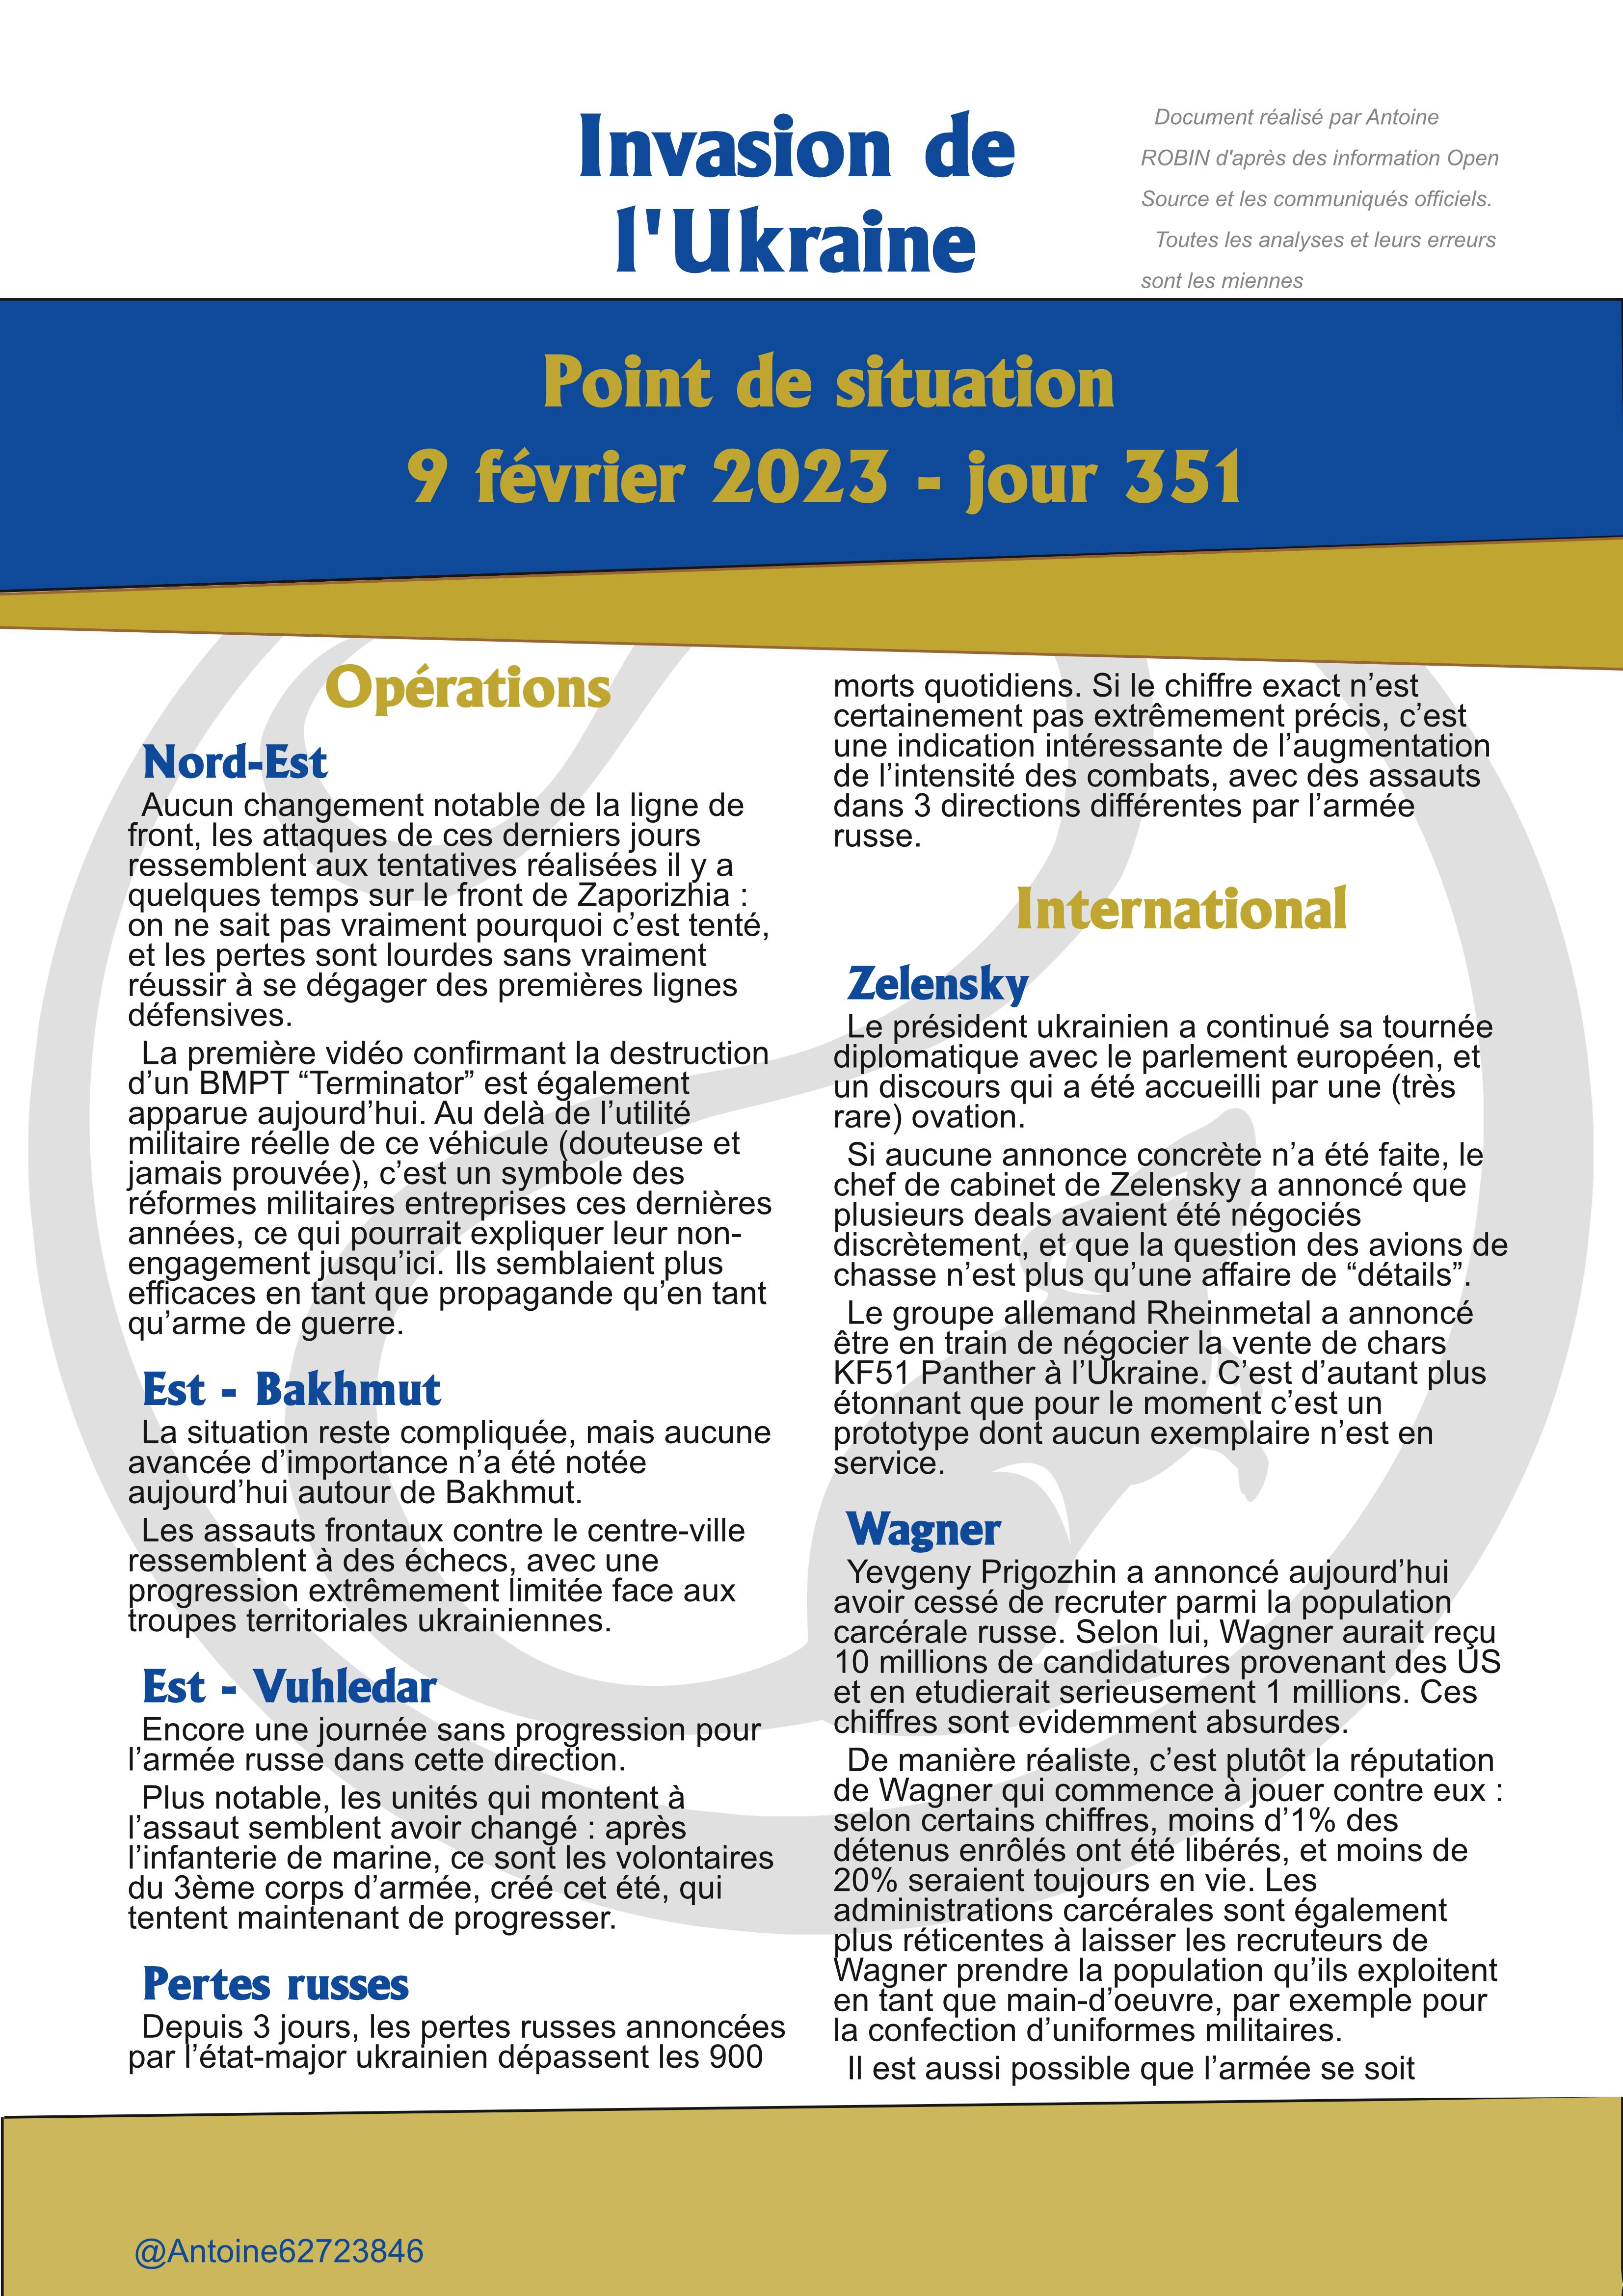 Invasion de
l'Ukraine
Document réalisé par Antoine
ROBIN d'après des information Open
Source et les communiqués officiels.
Toutes les analyses et leurs erreurs
sont les miennes
Point de situation
9 février 2023 - jour 351
Opérations
Nord-Est
Aucun changement notable de la ligne de
front, les attaques de ces derniers jours
ressemblent aux tentatives réalisées il y a
quelques temps sur le front de Zaporizhia :
on ne sait pas vraiment pourquoi c’est tenté,
et les pertes sont lourdes sans vraiment
réussir à se dégager des premières lignes
défensives.
La première vidéo confirmant la destruction
d’un BMPT “Terminator” est également
apparue aujourd’hui. Au delà de l’utilité
militaire réelle de ce véhicule (douteuse et
jamais prouvée), c’est un symbole des
réformes militaires entreprises ces dernières
années, ce qui pourrait expliquer leur non-
engagement jusqu’ici. Ils semblaient plus
efficaces en tant que propagande qu’en tant
qu’arme de guerre.
Est - Bakhmut
La situation reste compliquée, mais aucune
avancée d’importance n’a été notée
aujourd’hui autour de Bakhmut.
Les assauts frontaux contre le centre-ville
ressemblent à des échecs, avec une
progression extrêmement limitée face aux
troupes territoriales ukrainiennes.
Est - Vuhledar
Encore une journée sans progression pour
l’armée russe dans cette direction.
Plus notable, les unités qui montent à
l’assaut semblent avoir changé : après
l’infanterie de marine, ce sont les volontaires
du 3ème corps d’armée, créé cet été, qui
tentent maintenant de progresser.
Pertes russes
Depuis 3 jours, les pertes russes annoncées
par l’état-major ukrainien dépassent les 900
morts quotidiens. Si le chiffre exact n’est
certainement pas extrêmement précis, c’est
une indication intéressante de l’augmentation
de l’intensité des combats, avec des assauts
dans 3 directions différentes par l’armée
russe.
International
Zelensky
Le président ukrainien a continué sa tournée
diplomatique avec le parlement européen, et
un discours qui a été accueilli par une (très
rare) ovation.
Si aucune annonce concrète n’a été faite, le
chef de cabinet de Zelensky a annoncé que
plusieurs deals avaient été négociés
discrètement, et que la question des avions de
chasse n’est plus qu’une affaire de “détails”.
Le groupe allemand Rheinmetal a annoncé
être en train de négocier la vente de chars
KF51 Panther à l’Ukraine. C’est d’autant plus
étonnant que pour le moment c’est un
prototype dont aucun exemplaire n’est en
service.
Wagner
Yevgeny Prigozhin a annoncé aujourd’hui
avoir cessé de recruter parmi la population
carcérale russe. Selon lui, Wagner aurait reçu
10 millions de candidatures provenant des US
et en etudierait serieusement 1 millions. Ces
chiffres sont evidemment absurdes.
De manière réaliste, c’est plutôt la réputation
de Wagner qui commence à jouer contre eux :
selon certains chiffres, moins d’1% des
détenus enrôlés ont été libérés, et moins de
20% seraient toujours en vie. Les
administrations carcérales sont également
plus réticentes à laisser les recruteurs de
Wagner prendre la population qu’ils exploitent
en tant que main-d’oeuvre, par exemple pour
la confection d’uniformes militaires.
Il est aussi possible que l’armée se soit
@Antoine62723846